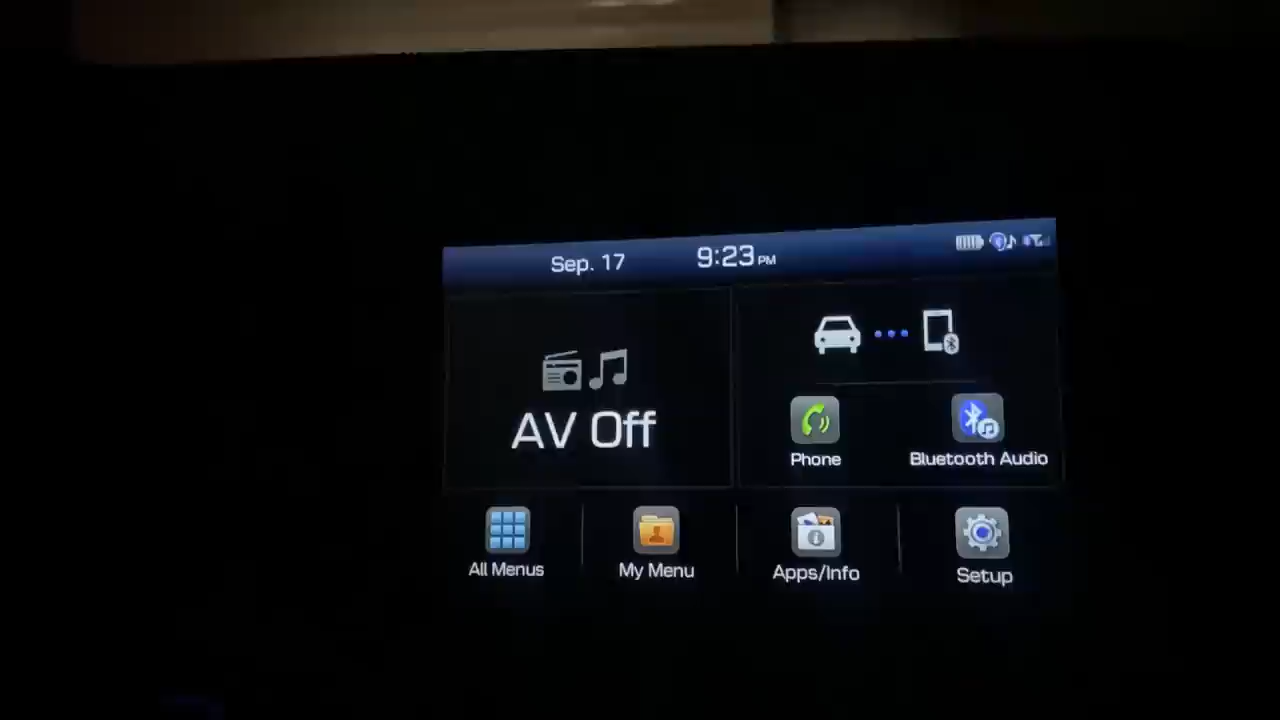 Sep. 17
9:23 PM
AV Off
Phone
Bluetooth Audio
All Menus
My Menu
Apps/Info
Setup